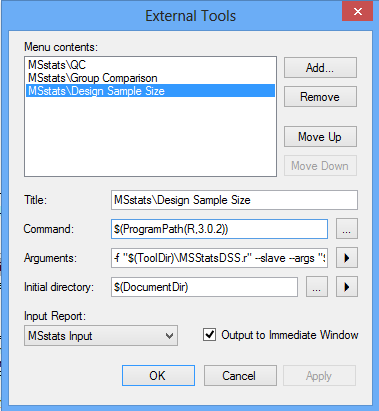 External Tools
Menu contents:
MSstats\QC
MSstats\Group Comparison
MSstats\Design Sample Size
Add...
Remove
Move Up
Move Down
Title: MSstats\Design Sample Size
Command: $(ProgramPath(R,3.0.2)) ...
Arguments: -f "$(ToolDir)\MSStatsDSS.r" --slave --args "$
Initial directory: $(DocumentDir) ...
Input Report:
MSstats Input
Output to Immediate Window
OK Cancel Apply